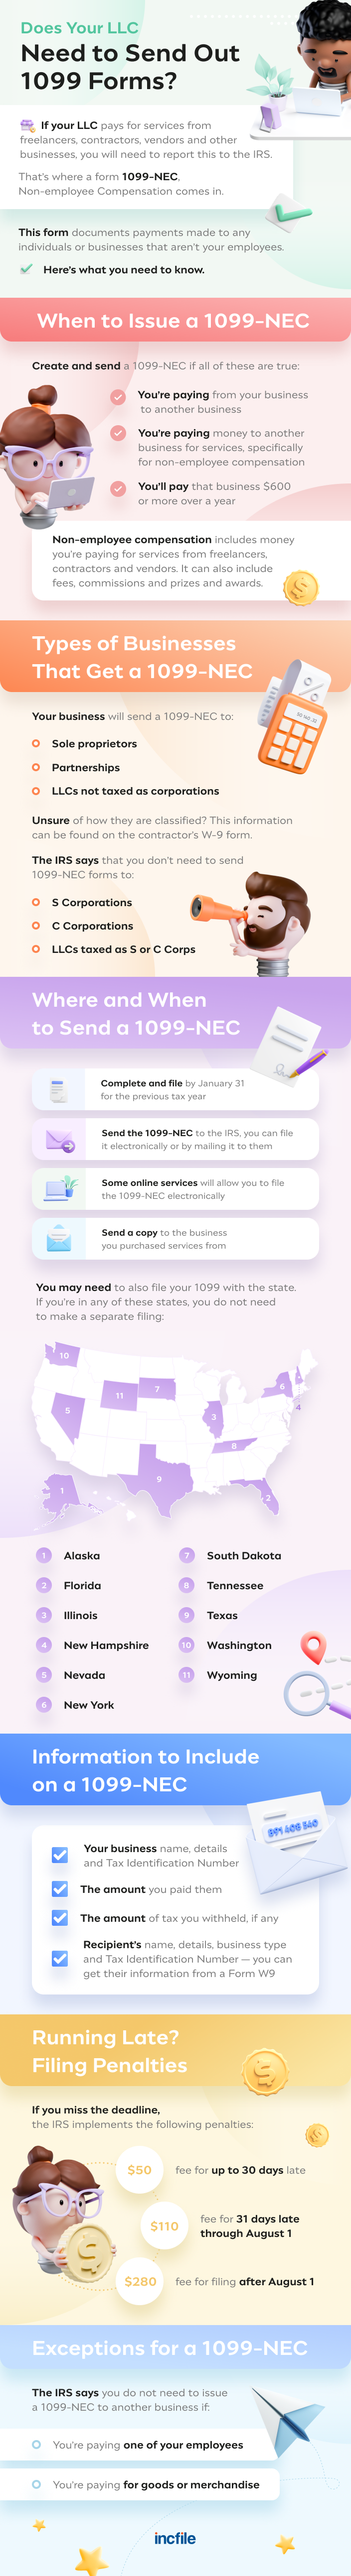 Does Your LLC
Need to Send Out
1099 Forms?
If your LLC pays for services from
freelancers, contractors, vendors and other
businesses, you will need to report this to the IRS.
That's where a form 1099-NEC,
Non-employee Compensation comes in.
This form documents payments made to any
individuals or businesses that aren't your employees.
Here's what you need to know.
When to Issue a 1099-NEC
Create and send a 1099-NEC if all of these are true:
You're paying from your business
to another business
You're paying money to another
business for services, specifically
for non-employee compensation
You'll pay that business $600
or more over a year
Non-employee compensation includes money
you're paying for services from freelancers,
contractors and vendors. It can also include
fees, commissions and prizes and awards.
Types of Businesses
That Get a 1099-NEC
Your business will send a 1099-NEC to:
Sole proprietors
Partnerships
LLCs not taxed as corporations
Unsure of how they are classified? This information
can be found on the contractor's W-9 form.
The IRS says that you don't need to send
1099-NEC forms to:
S Corporations
C Corporations
LLCs taxed as S or C Corps
Where and When
to Send a 1099-NEC
Complete and file by January 31
for the previous tax year
Send the 1099-NEC to the IRS, you can file
it electronically or by mailing it to them
Some online services will allow you to file
the 1099-NEC electronically
Send a copy to the business
you purchased services from
You may need to also file your 1099 with the state.
If you're in any of these states, you do not need
to make a separate filing:
10
11
7
6
5
3
4
8
9
1
2
1 Alaska
2 Florida
3 Illinois
4 New Hampshire
5 Nevada
6 New York
7 South Dakota
8 Tennessee
9 Texas
10 Washington
11 Wyoming
Information to Include
on a 1099-NEC
Your business name, details
and Tax Identification Number
The amount you paid them
The amount of tax you withheld, if any
Recipient's name, details, business type
and Tax Identification Number — you can
get their information from a Form W9
Running Late?
Filing Penalties
If you miss the deadline,
the IRS implements the following penalties:
$50 fee for up to 30 days late
$110 fee for 31 days late
through August 1
$280 fee for filing after August 1
Exceptions for a 1099-NEC
The IRS says you do not need to issue
a 1099-NEC to another business if:
You're paying one of your employees
You're paying for goods or merchandise
incfile